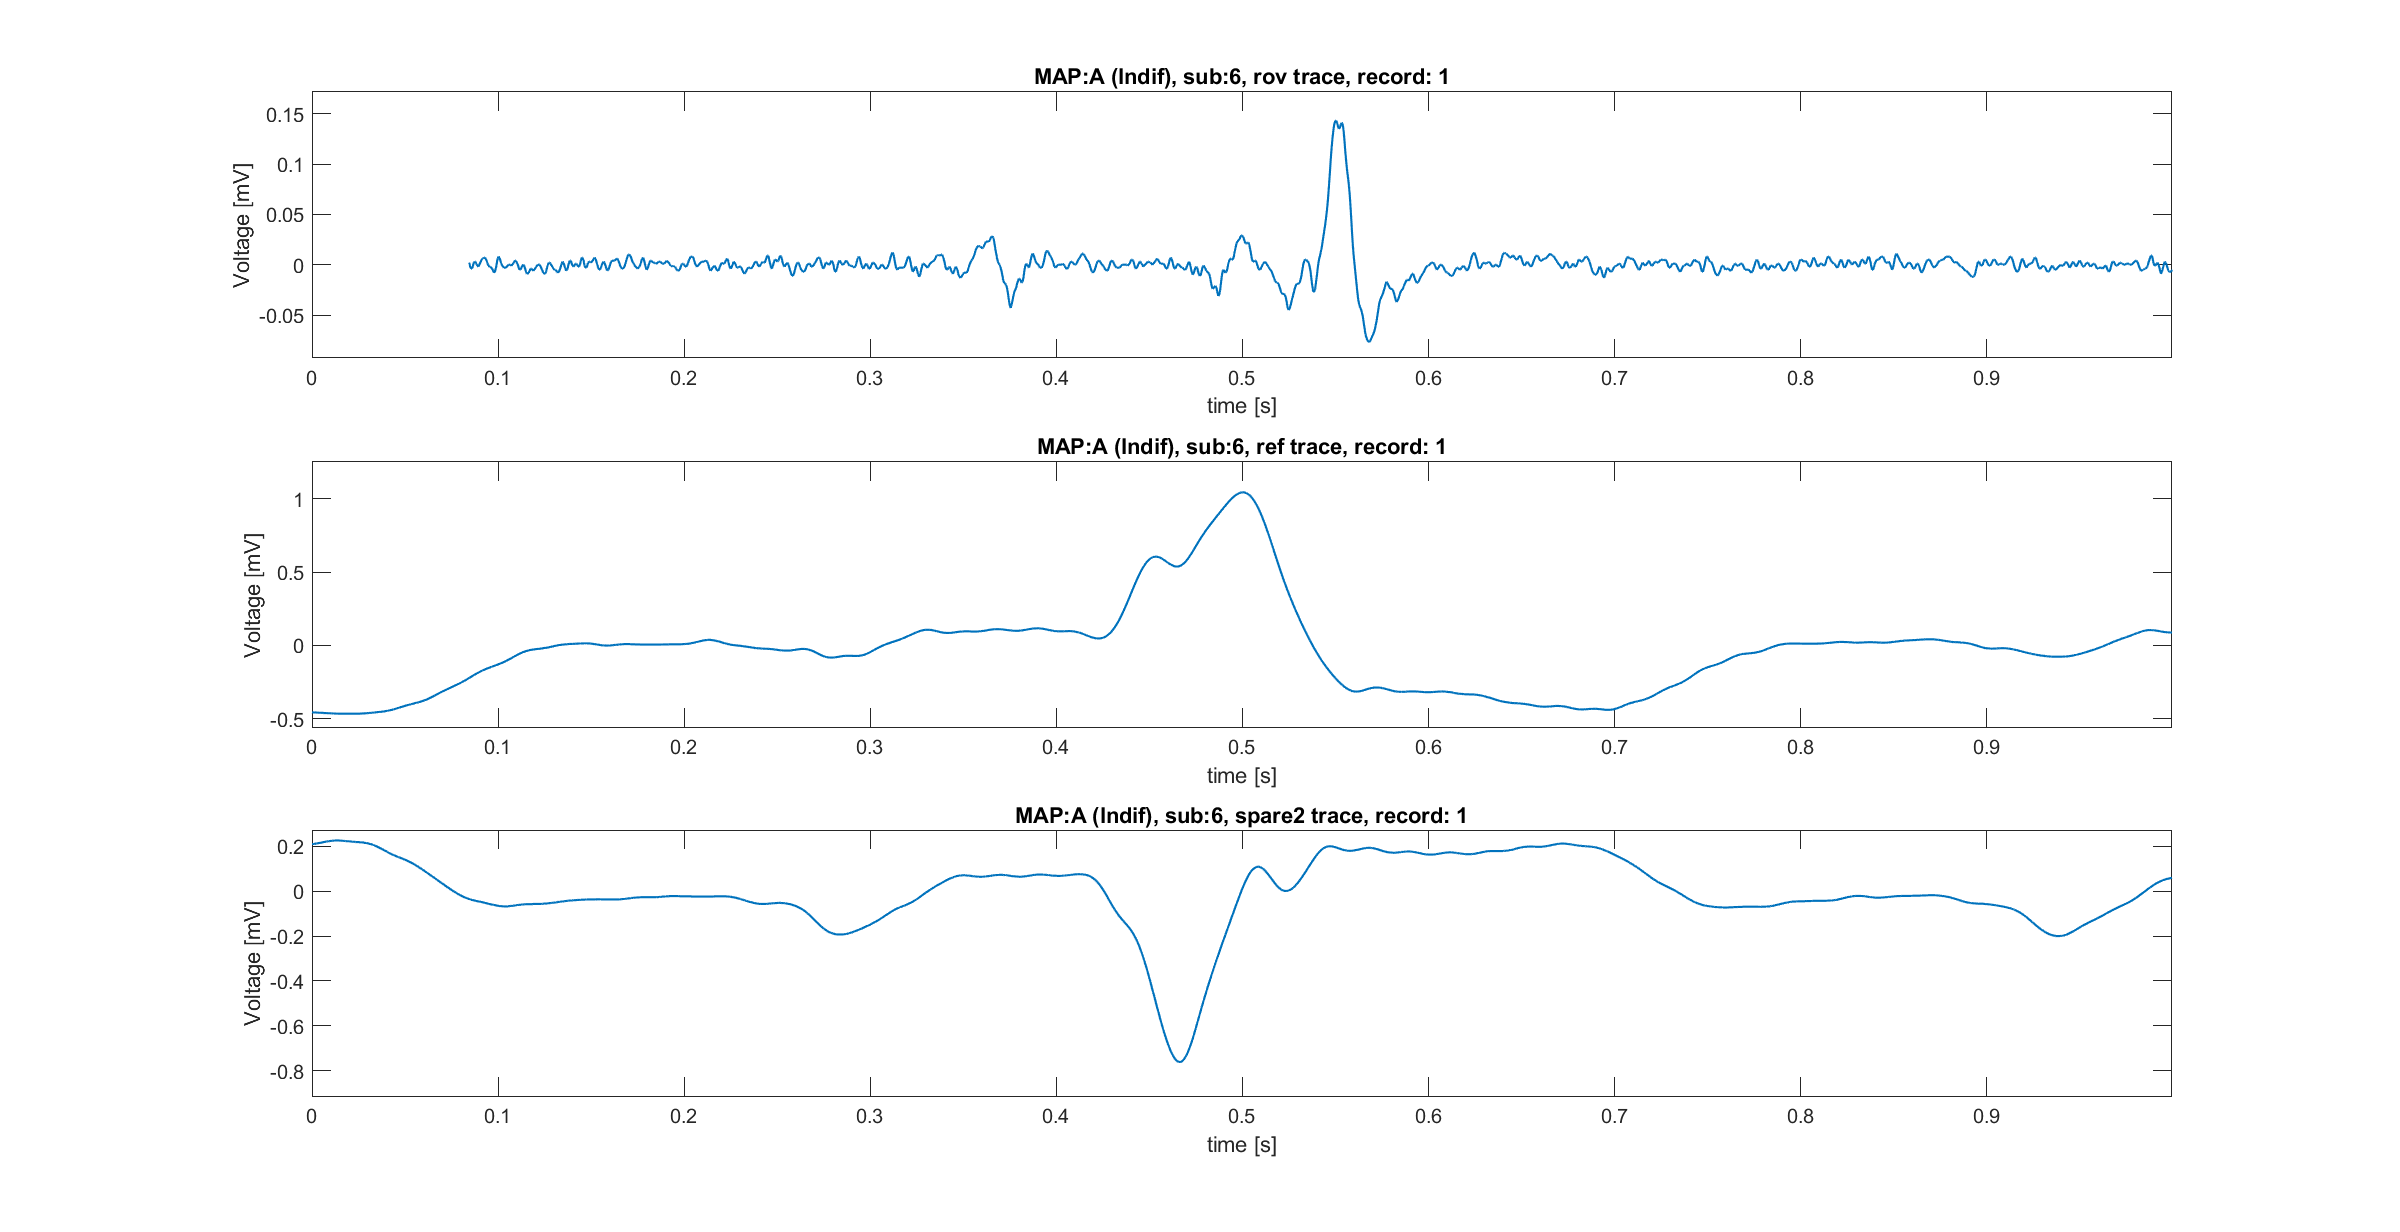 MAP:A (Indif), sub:6, rov trace, record: 1
Voltage [mV]
0.15
0.1
0.05
0
-0.05
0 0.1 0.2 0.3 0.4 0.5 0.6 0.7 0.8 0.9
time [s]
MAP:A (Indif), sub:6, ref trace, record: 1
Voltage [mV]
1
0.5
0
-0.5
0 0.1 0.2 0.3 0.4 0.5 0.6 0.7 0.8 0.9
time [s]
MAP:A (Indif), sub:6, spare2 trace, record: 1
Voltage [mV]
0.2
0
-0.2
-0.4
-0.6
-0.8
0 0.1 0.2 0.3 0.4 0.5 0.6 0.7 0.8 0.9
time [s]